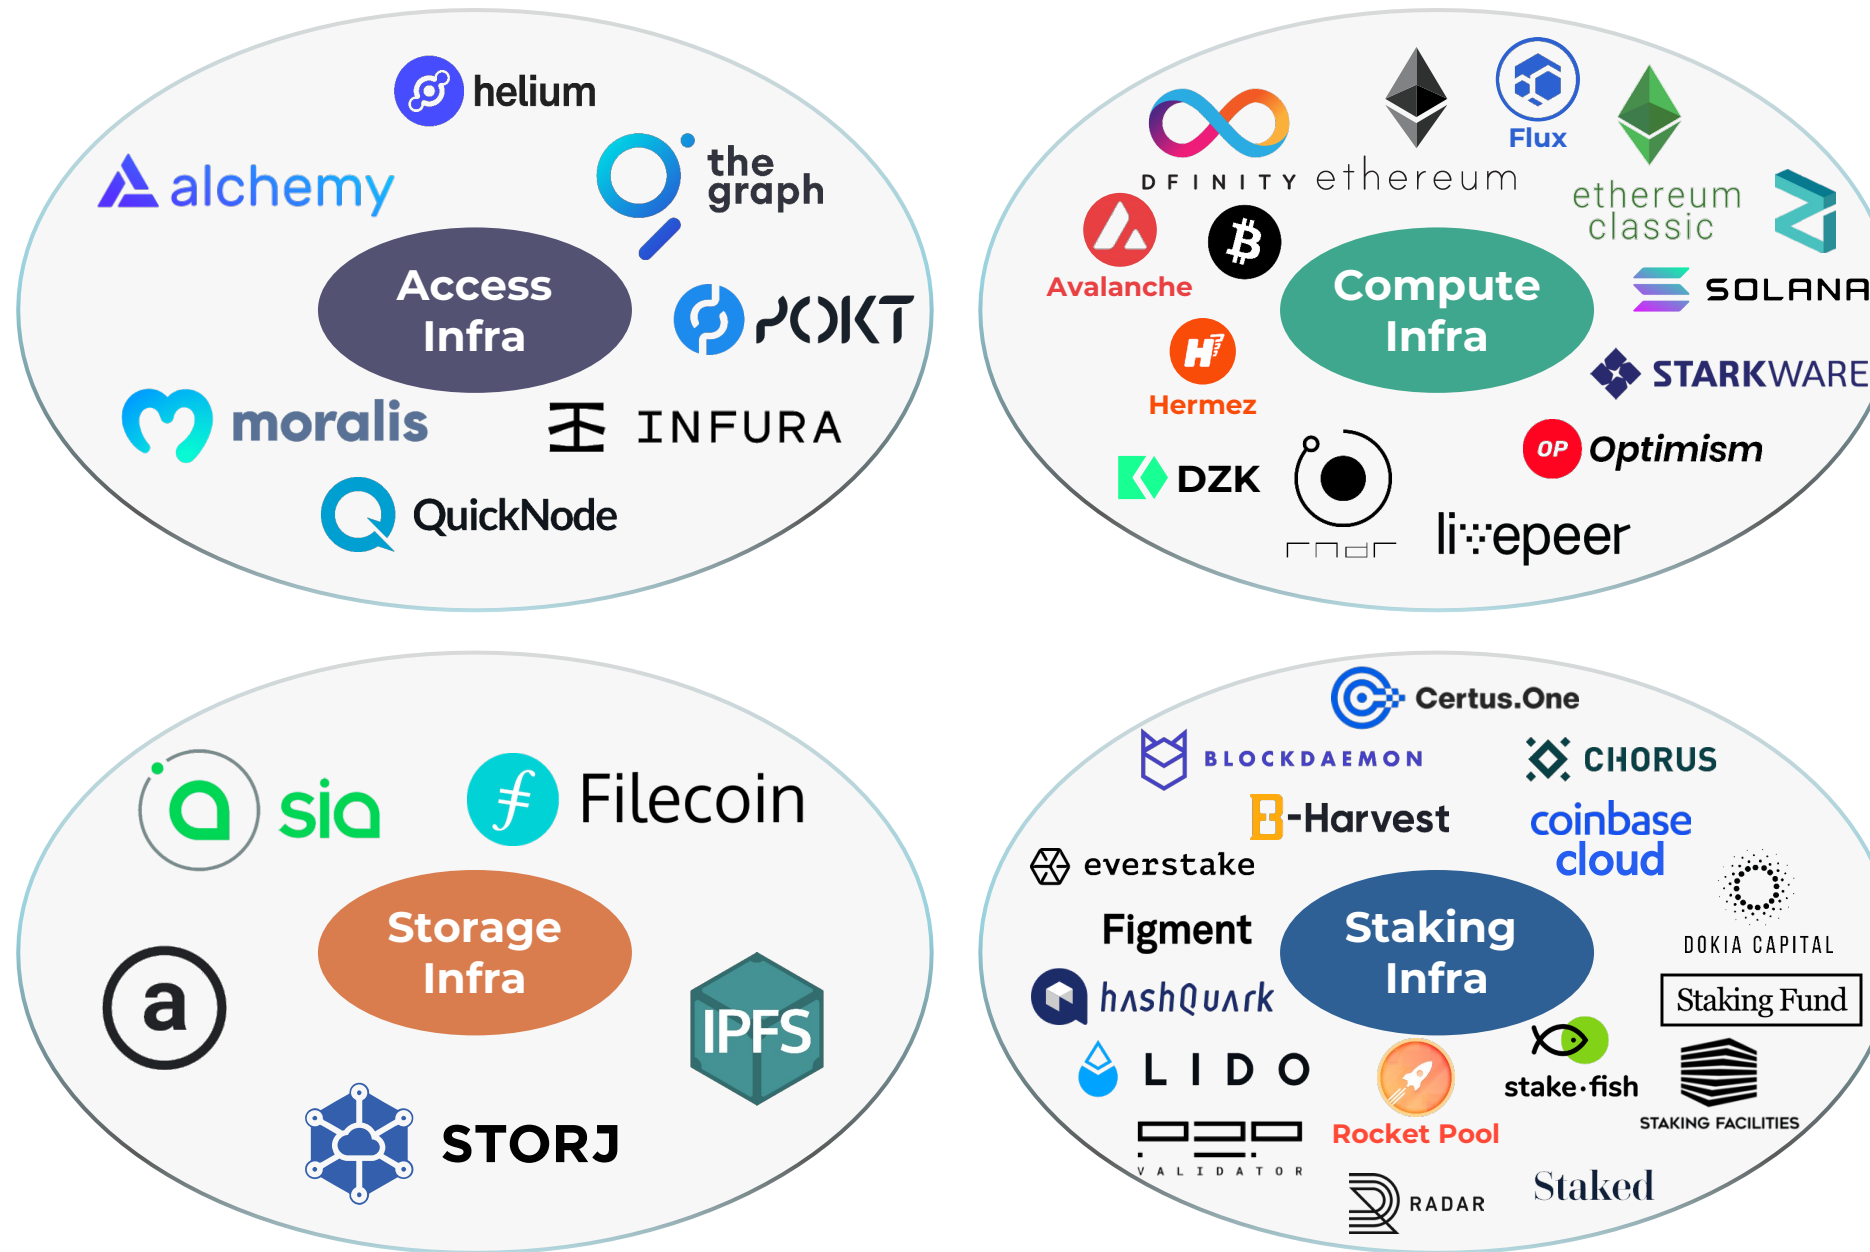 helium
alchemy
the
graph
Access
Infra
POKT
moralis
INFURA
QuickNode
DFINITY
ethereum
Flux
ethereum
classic
Avalanche
Compute
Infra
SOLANA
Hermez
STARKWARE
OP Optimism
DZK
rndr
livepeer
sia
Filecoin
Storage
Infra
a
IPFS
STORJ
Certus.One
BLOCKDAEMON
CHORUS
B-Harvest
coinbase
cloud
everstake
Figment
Staking
Infra
DOKIA CAPITAL
hashQuark
Staking Fund
LIDO
stake·fish
Rocket Pool
STAKING FACILITIES
P2P
VALIDATOR
RADAR
Staked